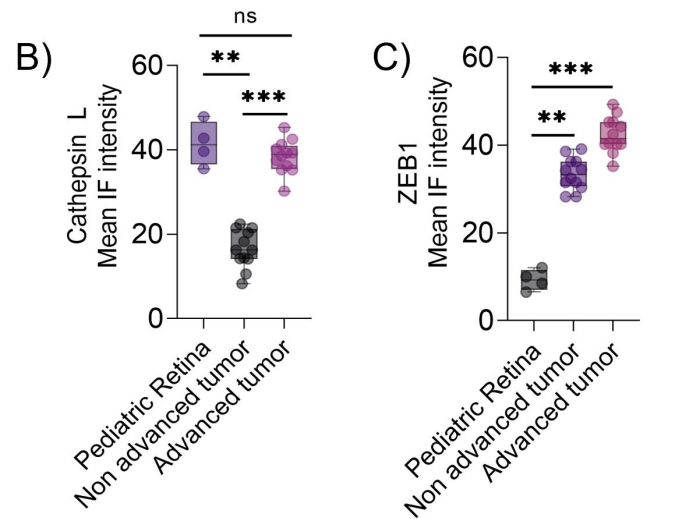 B)
ns
**
***
60
40
20
0
Cathepsin L
Mean IF intensity
Pediatric Retina
Non advanced tumor
Advanced tumor
C)
***
**
60
40
20
0
ZEB1
Mean IF intensity
Pediatric Retina
Non advanced tumor
Advanced tumor